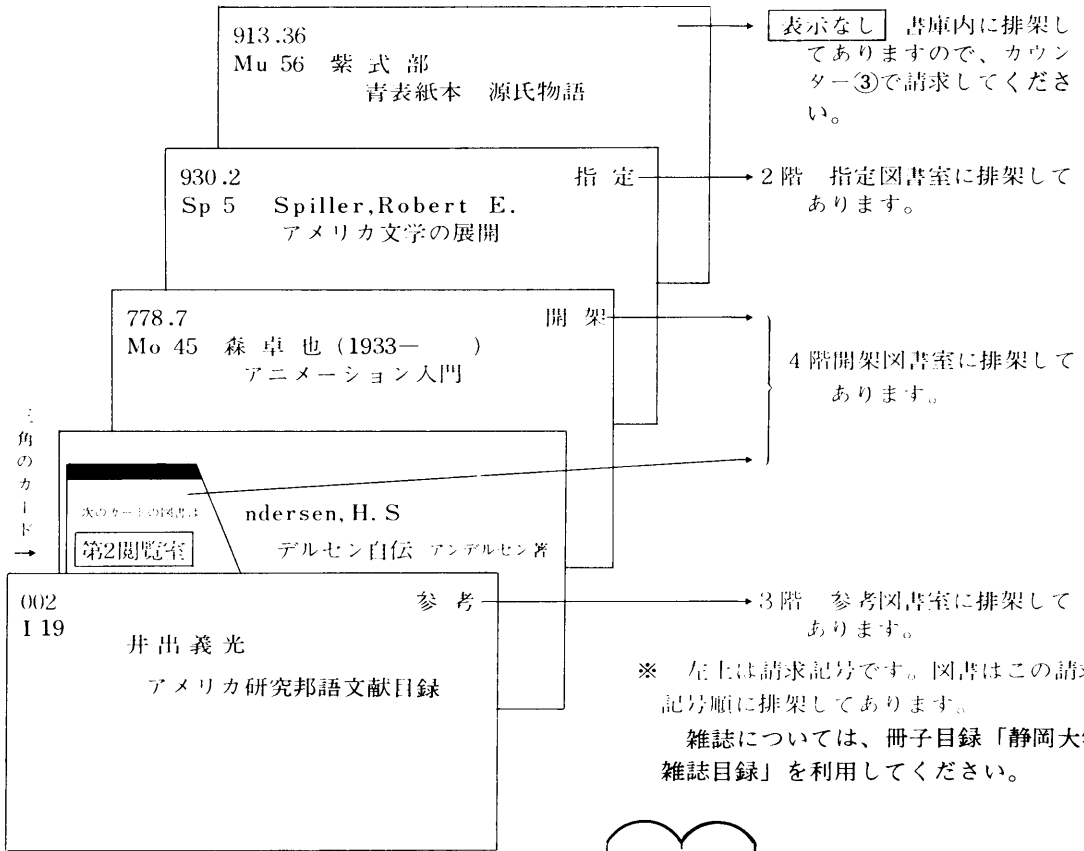 913.36
Mu 56 紫式部
青表紙本 源氏物語
表示なし 書庫内に排架し
てありますので、カウン
ター③で請求してくださ
い。
930.2 指定
Sp 5 Spiller,Robert E.
アメリカ文学の展開
2階 指定図書室に排架して
あります。
778.7 開架
Mo 45 森卓也(1933— )
アニメーション入門
4階開架図書室に排架して
あります。
三角のカード
次のカードの図書は
第2閲覧室
ndersen, H. S
デルセン自伝 アンデルセン著
002 参考
I 19
井出義光
アメリカ研究邦語文献目録
3階 参考図書室に排架して
あります。
※ 左上は請求記号です。図書はこの請求
記号順に排架してあります。
雑誌については、冊子目録「静岡大学
雑誌目録」を利用してください。